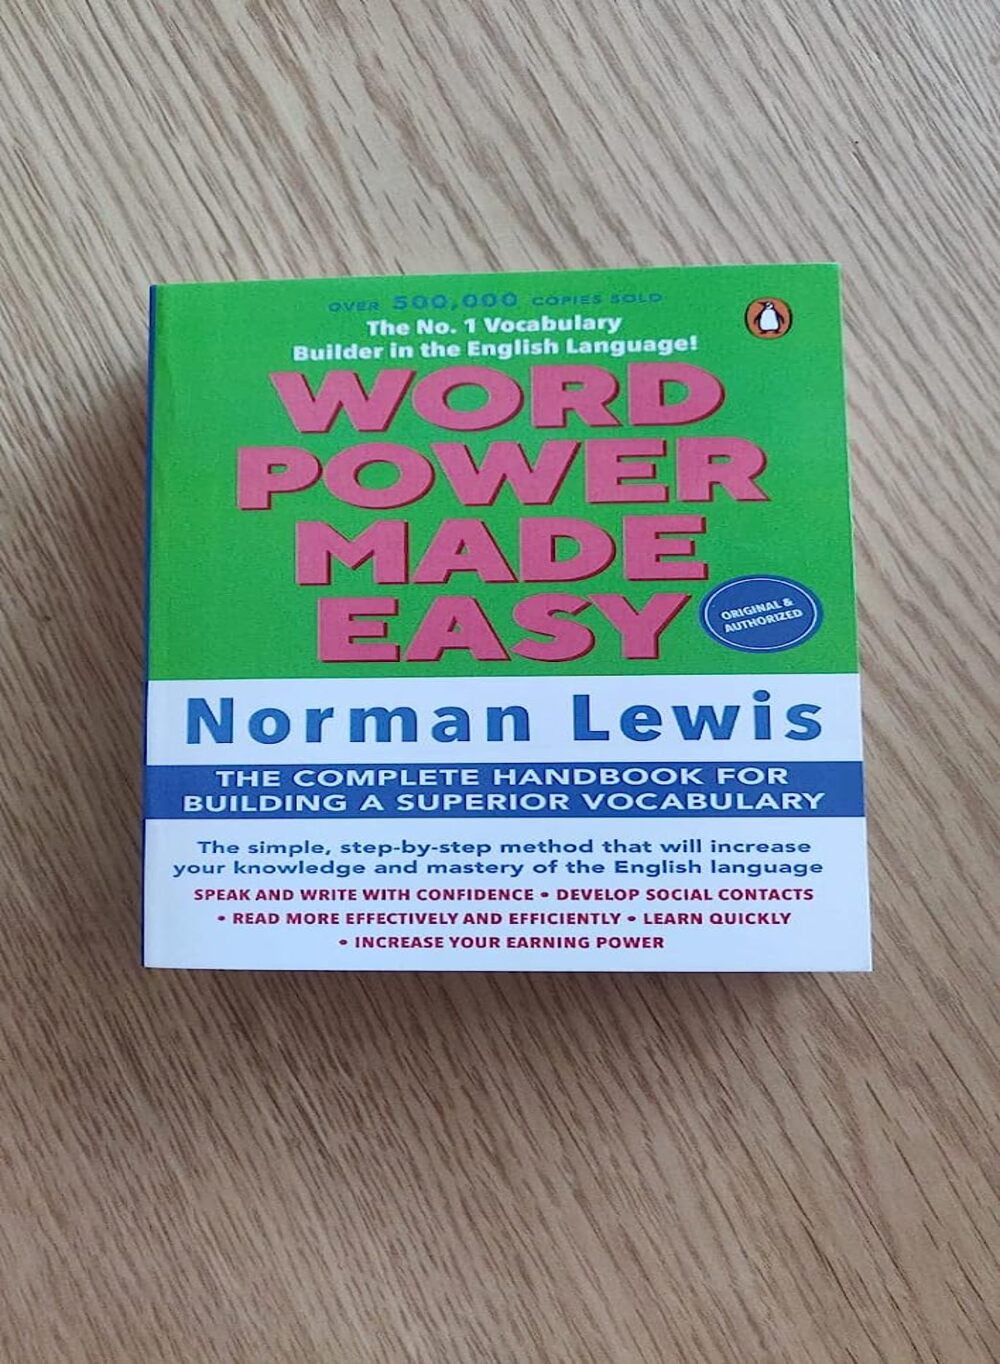 OVER 500,000 COPIES SOLD
The No. 1 Vocabulary
Builder in the English Language!
WORD
POWER
MADE
EASY
ORIGINAL &
AUTHORIZED
Norman Lewis
THE COMPLETE HANDBOOK FOR
BUILDING A SUPERIOR VOCABULARY
The simple, step-by-step method that will increase
your knowledge and mastery of the English language
SPEAK AND WRITE WITH CONFIDENCE • DEVELOP SOCIAL CONTACTS
• READ MORE EFFECTIVELY AND EFFICIENTLY • LEARN QUICKLY
• INCREASE YOUR EARNING POWER